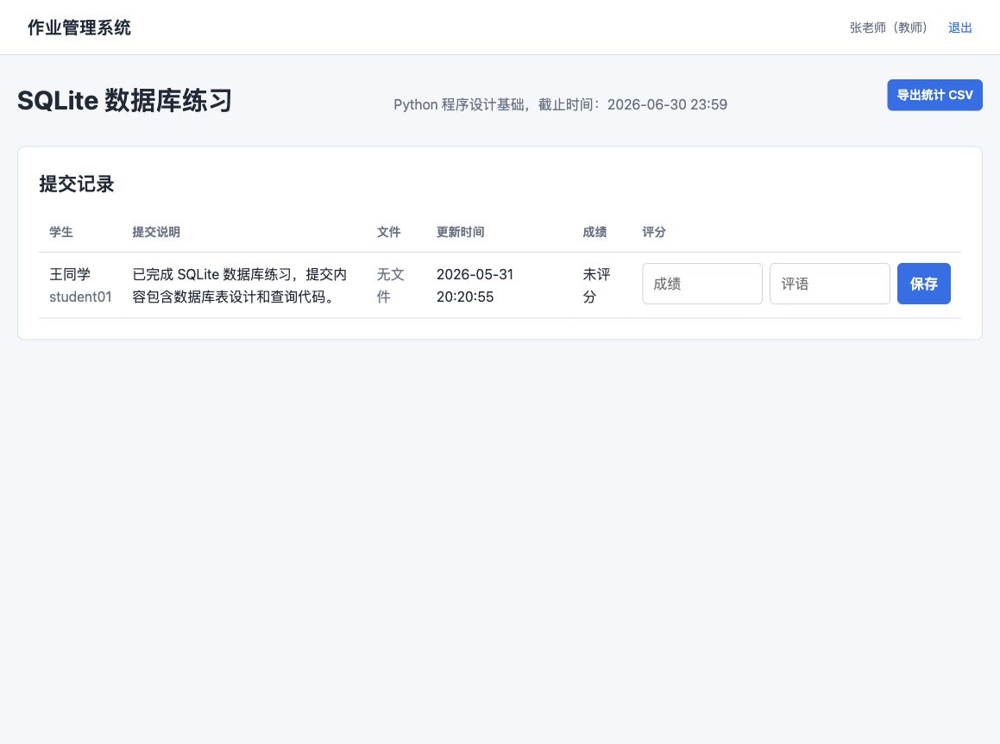 作业管理系统
张老师（教师）
退出
SQLite 数据库练习
Python 程序设计基础，截止时间：2026-06-30 23:59
导出统计 CSV
提交记录
学生
提交说明
文件
更新时间
成绩
评分
王同学
student01
已完成 SQLite 数据库练习，提交内
容包含数据库表设计和查询代码。
无文
件
2026-05-31
20:20:55
未评
分
成绩
评语
保存